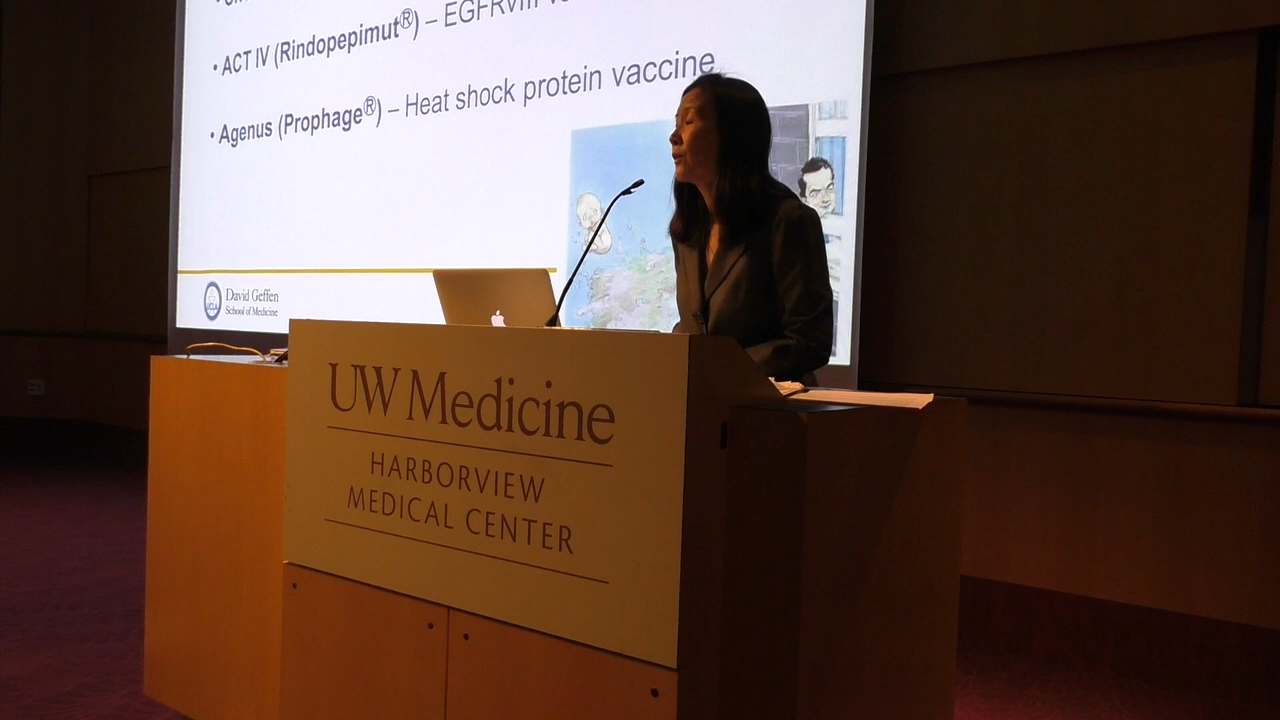 • ACT IV (Rindopepimut®) – EGFRvIII
• Agenus (Prophage®) – Heat shock protein vaccine
UCLA
David Geffen
School of Medicine
UW Medicine
HARBORVIEW
MEDICAL CENTER